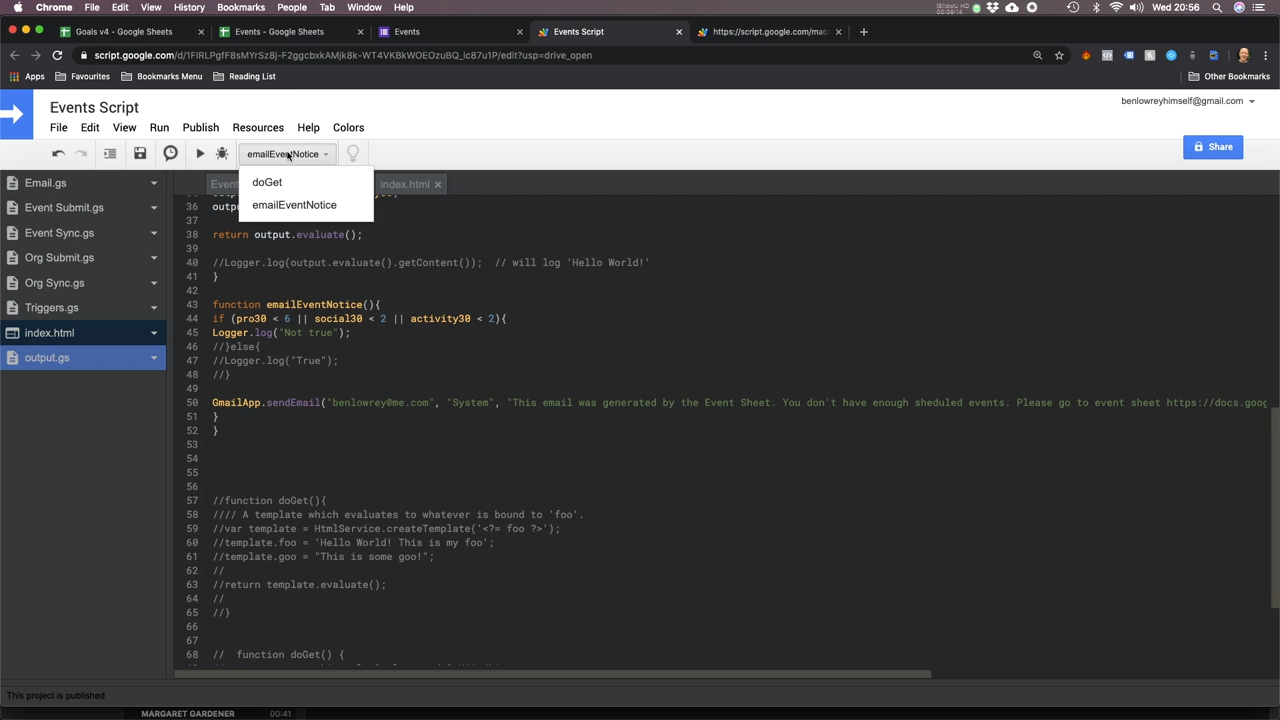 Chrome File Edit View History Bookmarks People Tab Window Help
Wed 20:56
Goals v4 - Google Sheets
Events - Google Sheets
Events
Events Script
https://script.google.com/mac
script.google.com/d/1FIRLPgfF8sMYrSz8j-F2ggcbxkAMjk8k-WT4VKBkWOEOzuBQ_ic87u1P/edit?usp=drive_open
Apps Favourites Bookmarks Menu Reading List Other Bookmarks
Events Script
benlowreyhimself@gmail.com
File Edit View Run Publish Resources Help Colors
Share
emailEventNotice
doGet
emailEventNotice
Email.gs
Event Submit.gs
Event Sync.gs
Org Submit.gs
Org Sync.gs
Triggers.gs
index.html
output.gs
Event
index.html
36 outpu
37
38 return output.evaluate();
39
40 //Logger.log(output.evaluate().getContent()); // will log 'Hello World!'
41 }
42
43 function emailEventNotice(){
44 if (pro30 < 6 || social30 < 2 || activity30 < 2){
45 Logger.log("Not true");
46 //}else{
47 //Logger.log("True");
48 //}
49
50 GmailApp.sendEmail("benlowrey@me.com", "System", "This email was generated by the Event Sheet. You don't have enough sheduled events. Please go to event sheet https://docs.goog
51 }
52 }
53
54
55
56
57 //function doGet(){
58 //// A template which evaluates to whatever is bound to 'foo'.
59 //var template = HtmlService.createTemplate('<?= foo ?>');
60 //template.foo = 'Hello World! This is my foo';
61 //template.goo = "This is some goo!";
62 //
63 //return template.evaluate();
64 //
65 //}
66
67
68 // function doGet() {
This project is published
MARGARET GARDENER 00:41